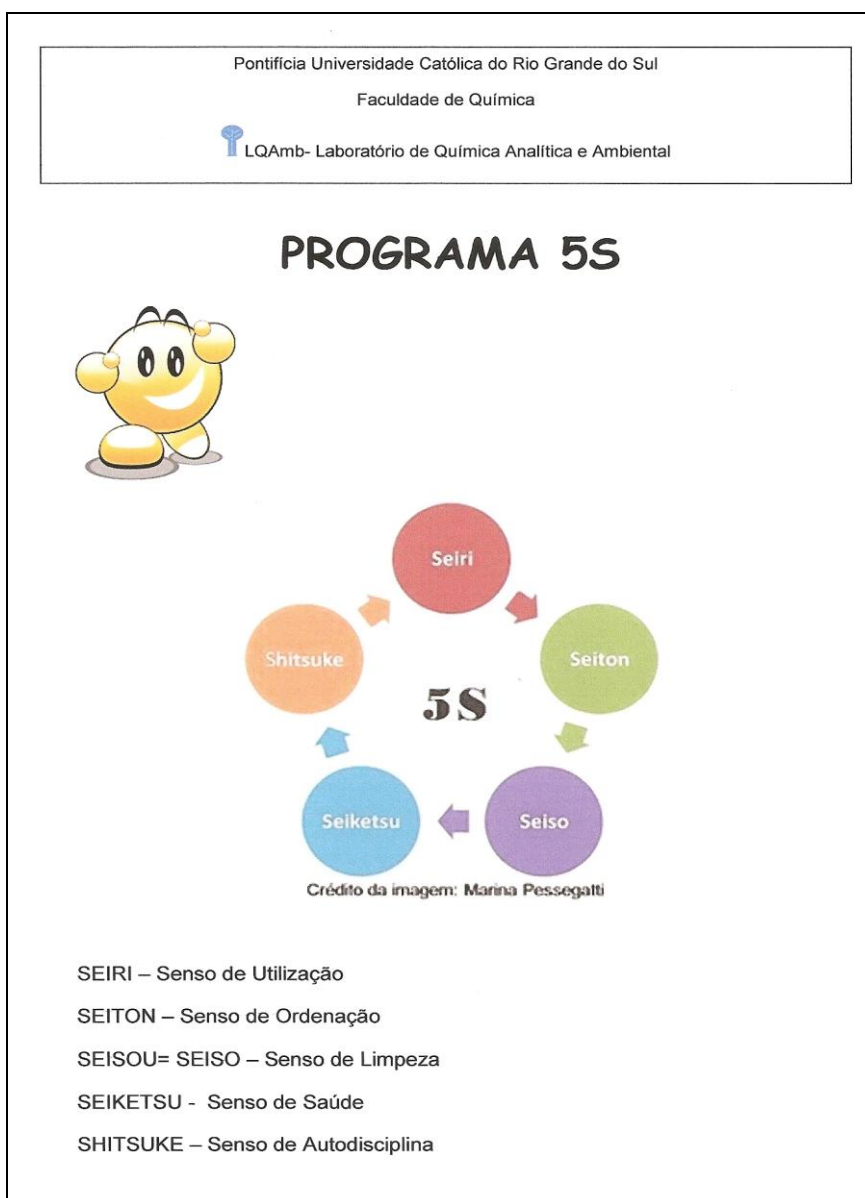 Pontifícia Universidade Católica do Rio Grande do Sul
Faculdade de Química
LQAmb- Laboratório de Química Analítica e Ambiental
PROGRAMA 5S
Seiri
Shitsuke
Seiton
5S
Seiketsu
Seiso
Crédito da imagem: Marina Pessegatti
SEIRI – Senso de Utilização
SEITON – Senso de Ordenação
SEISOU= SEISO – Senso de Limpeza
SEIKETSU - Senso de Saúde
SHITSUKE – Senso de Autodisciplina